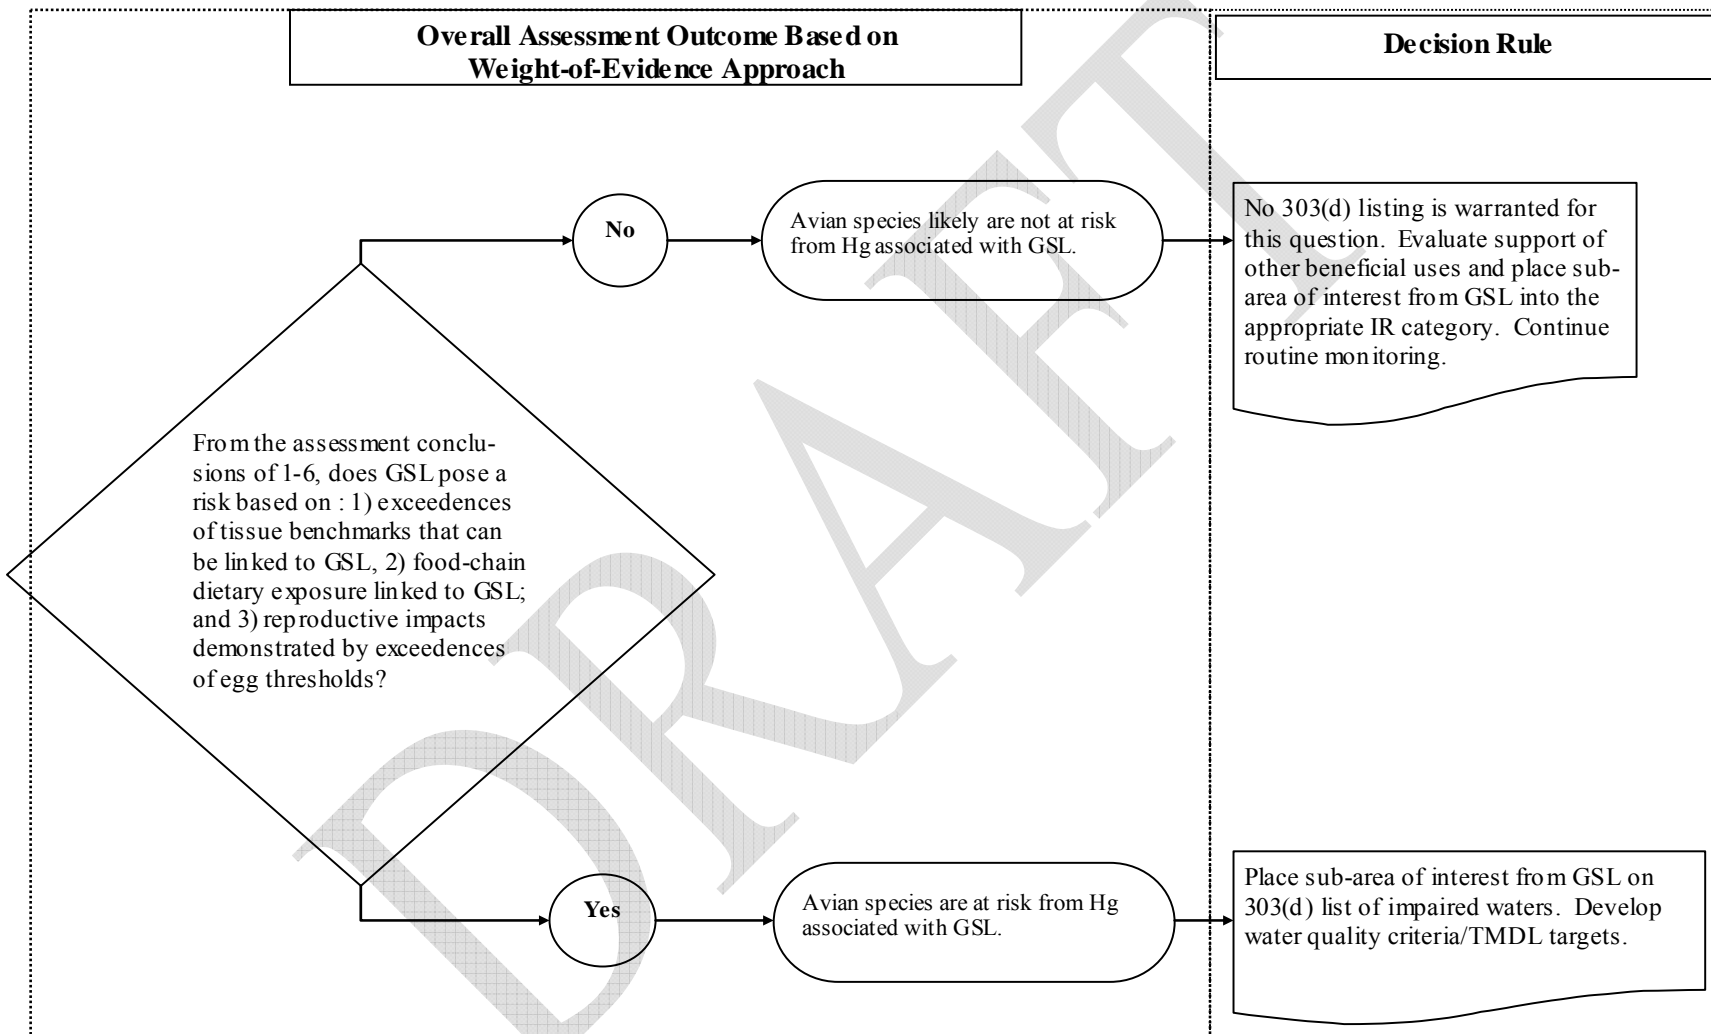 Overall Assessment Outcome Based on
Weight-of-Evidence Approach
Decision Rule
No
Avian species likely are not at risk
from Hg associated with GSL.
No 303(d) listing is warranted for
this question. Evaluate support of
other beneficial uses and place sub-
area of interest from GSL into the
appropriate IR category. Continue
routine monitoring.
From the assessment conclu-
sions of 1-6, does GSL pose a
risk based on : 1) exceedences
of tissue benchmarks that can
be linked to GSL, 2) food-chain
dietary exposure linked to GSL;
and 3) reproductive impacts
demonstrated by exceedences
of egg thresholds?
Yes
Avian species are at risk from Hg
associated with GSL.
Place sub-area of interest from GSL on
303(d) list of impaired waters. Develop
water quality criteria/TMDL targets.
DRAFT